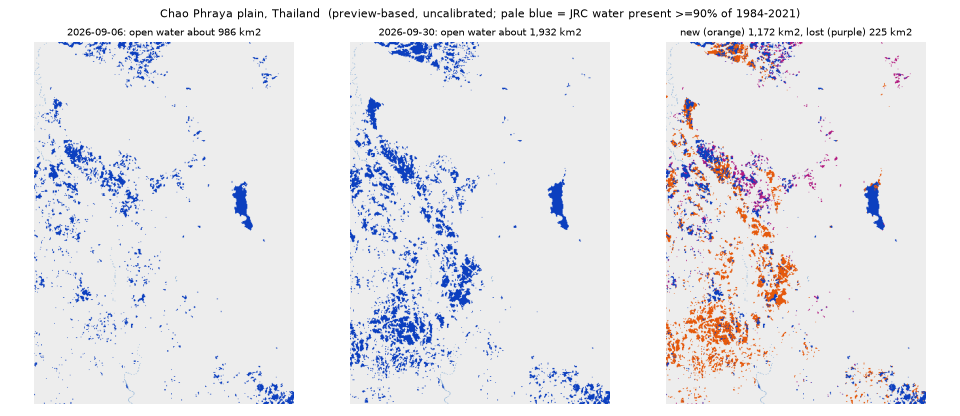 Chao Phraya plain, Thailand (preview-based, uncalibrated; pale blue = JRC water present >=90% of 1984-2021)
2026-09-06: open water about 986 km2
2026-09-30: open water about 1,932 km2
new (orange) 1,172 km2, lost (purple) 225 km2